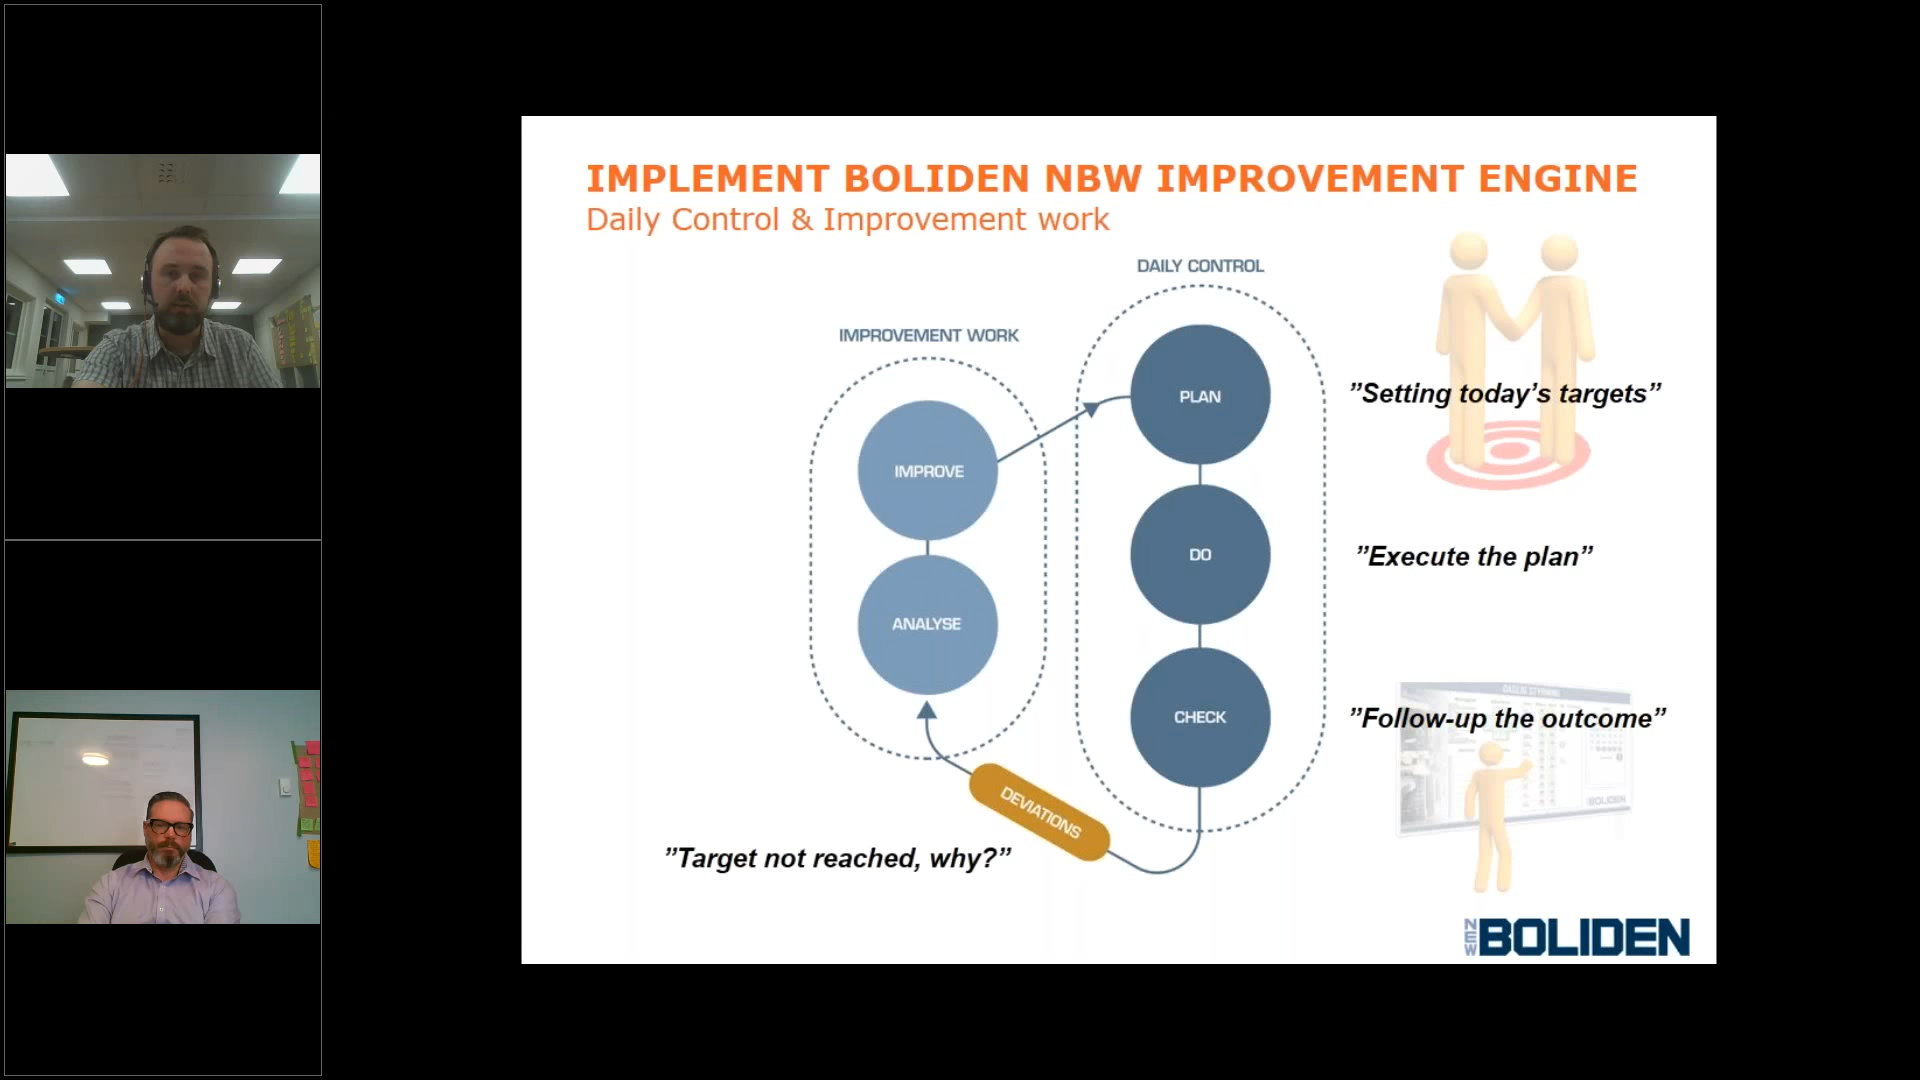 IMPLEMENT BOLIDEN NBW IMPROVEMENT ENGINE
Daily Control & Improvement work
DAILY CONTROL
IMPROVEMENT WORK
PLAN
”Setting today’s targets”
IMPROVE
DO
”Execute the plan”
ANALYSE
CHECK
”Follow-up the outcome”
DEVIATIONS
BOLIDEN
”Target not reached, why?”
NEW BOLIDEN